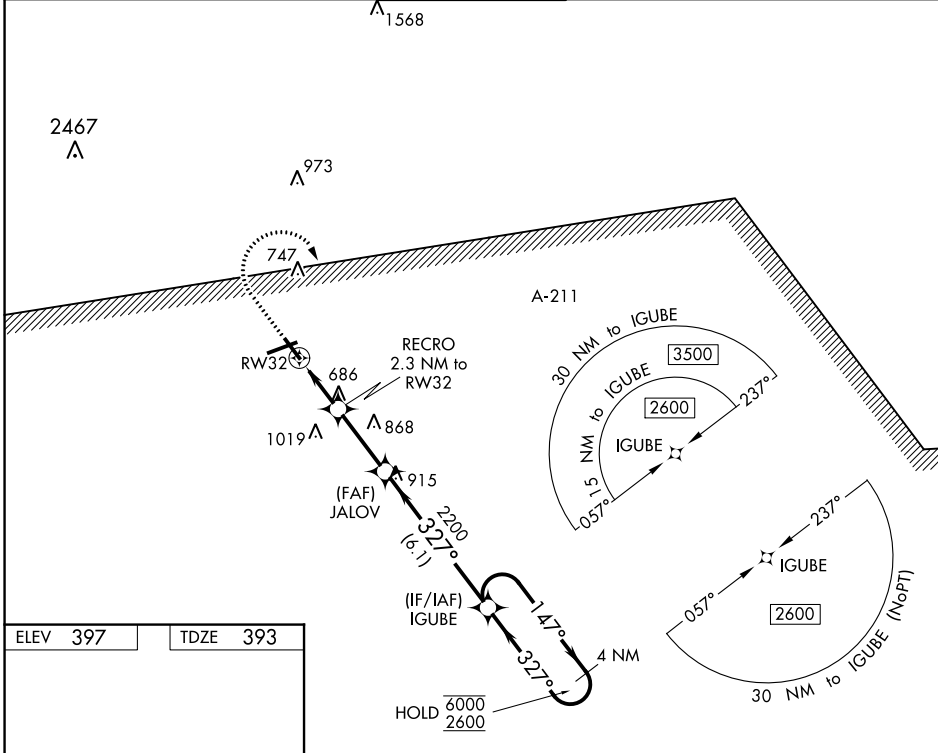 1568
2467
973
747
A-211
30 NM to IGUBE
3500
15 NM to IGUBE
2600
237°
IGUBE
057°
RECRO
2.3 NM to
RW32
RW32
686
1019
868
915
(FAF)
JALOV
2200
327°
(6.1)
237°
IGUBE
057°
2600
30 NM to IGUBE (NoPT)
(IF/IAF)
IGUBE
147°
327°
4 NM
HOLD 6000
2600
ELEV 397
TDZE 393